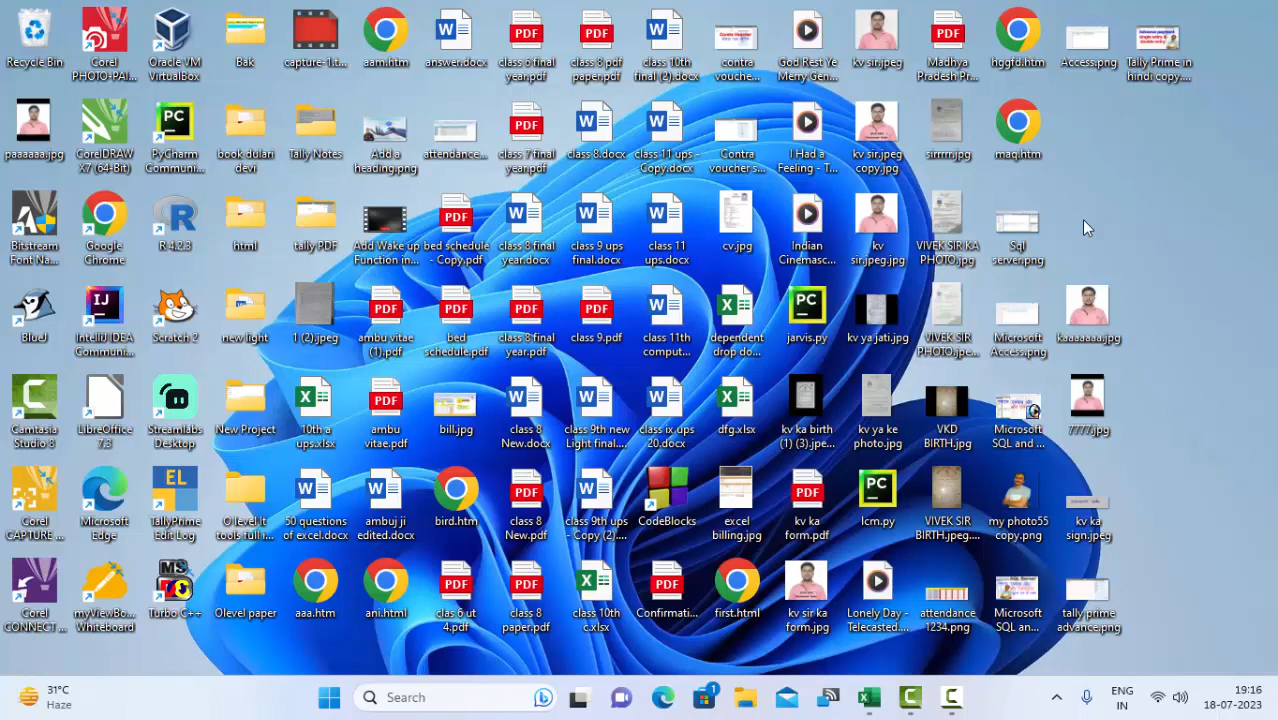 Recycle Bin
Corel PHOTO-PAI...
Oracle VM VirtualBox
Bak
capture-1.t...
aam.htm
answer.docx
class 6 final year.pdf
class 8 pdf paper.pdf
class 10th final (2).docx
contra vouche...
God Rest Ye Merry Gen...
kv sir.jpeg
Madhya Pradesh Pr...
hggfd.htm
Access.png
Tally Prime in hindi copy....
paaaaaa.jpg
CorelDRAW X7 (64-Bit)
PyCharm Communi...
book dulari devi
Tally Notes
Add a heading.png
attendance...
class 7 final year.pdf
class 8.docx
class 11 ups - Copy.docx
Contra voucher s...
I Had a Feeling - T...
kv sir.jpeg copy.jpg
sirrrrr.jpg
maq.htm
Bitstream Font Na...
Google Chrome
R 4.2.3
html
tally PDF
Add Wake up Function in...
bed schedule - Copy.pdf
class 8 final year.docx
class 9 ups final.docx
class 11 ups.docx
cv.jpg
Indian Cinemasc...
kv sir.jpeg.jpg
VIVEK SIR KA PHOTO.jpg
Sql server.png
BlueJ
IntelliJ IDEA Communi...
Scratch 2
new light
1 (2).jpeg
ambu vitae (1).pdf
bed schedule.pdf
class 8 final year.pdf
class 9.pdf
class 11th comput...
dependent drop do...
jarvis.py
kv ya jati.jpg
VIVEK SIR PHOTO.jpe...
Microsoft Access.png
kaaaaaaa.jpg
Camtasia Studio 8
LibreOffice 7.3
Streamlabs Desktop
New Project
10th a ups.xlsx
ambu vitae.pdf
bill.jpg
class 8 New.docx
class 9th new Light final....
class ix ups 20.docx
dfg.xlsx
kv ka birth (1) (3).jpe...
kv ya ke photo.jpg
VKD BIRTH.jpg
Microsoft SQL and ...
7777.jpg
Corel CAPTURE ...
Microsoft Edge
TallyPrime Edit Log
O level It tools full i...
50 questions of excel.docx
ambuj ji edited.docx
bird.htm
class 8 New.pdf
class 9th ups - Copy (2)....
CodeBlocks
excel billing.jpg
kv ka form.pdf
lcm.py
VIVEK SIR BIRTH.jpeg....
my photo55 copy.png
kv ka sign.jpeg
Corel CONNECT ...
myViewBo... Whiteboard
Turbo C++
Olevel paper
aaa.htm
ani.html
clas 6 ut 4.pdf
class 8 paper.pdf
class 10th c.xlsx
Confirmati...
first.html
kv sir ka form.jpg
Lonely Day - Telecasted....
attendance 1234.png
Microsoft SQL an...
tally prime advance.png
31°C
Haze
Search
ENG
IN
19:16
18-07-2023